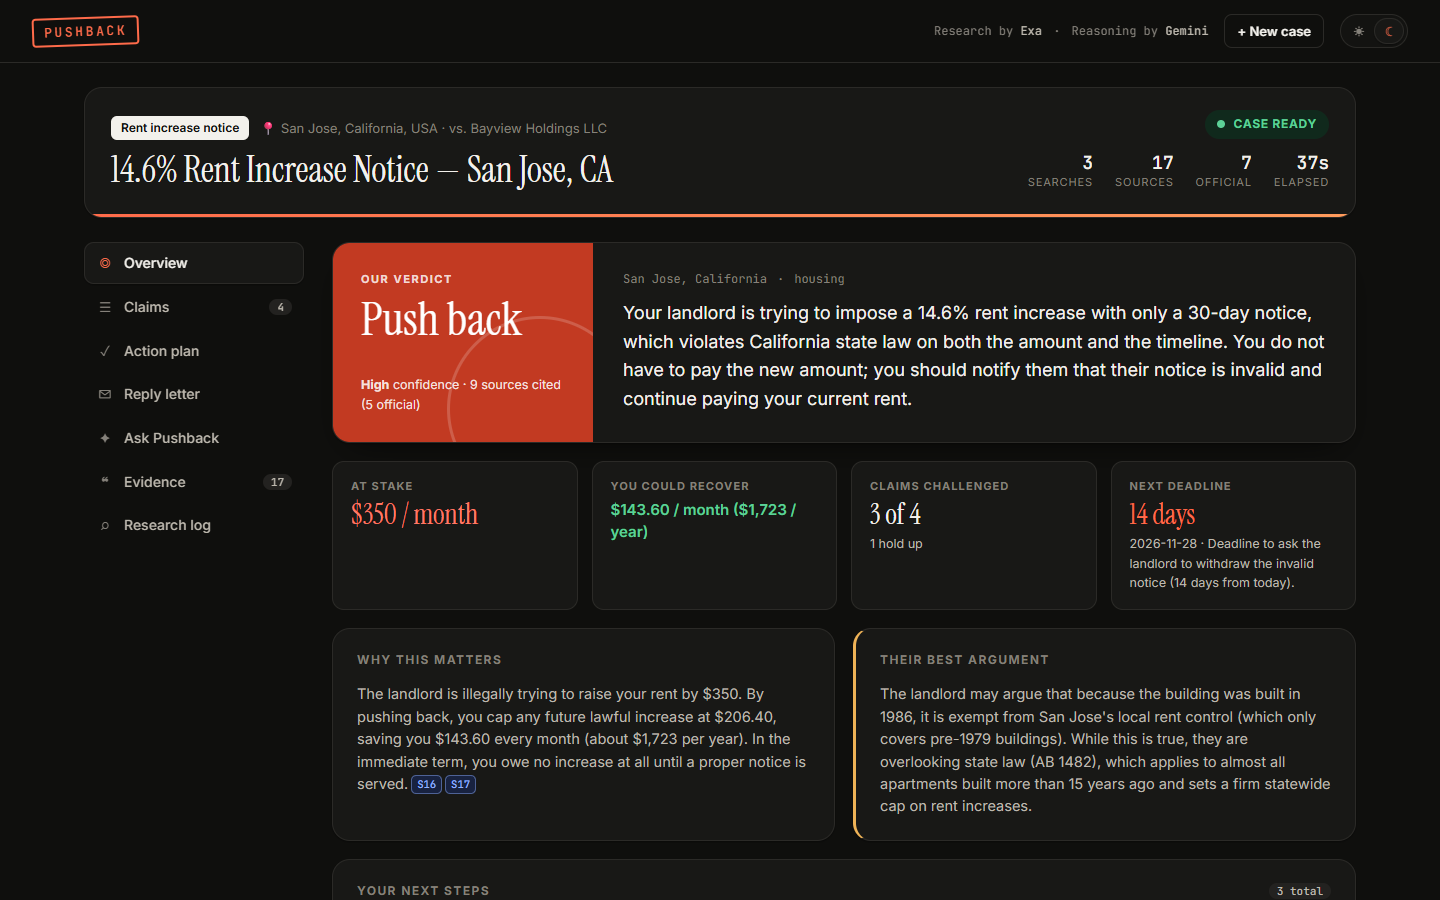 PUSHBACK
Research by Exa · Reasoning by Gemini
+ New case
Rent increase notice
San Jose, California, USA · vs. Bayview Holdings LLC
CASE READY
14.6% Rent Increase Notice — San Jose, CA
3 17 7 37s
SEARCHES SOURCES OFFICIAL ELAPSED
Overview
Claims 4
Action plan
Reply letter
Ask Pushback
Evidence 17
Research log
OUR VERDICT
Push back
High confidence · 9 sources cited
(5 official)
San Jose, California · housing
Your landlord is trying to impose a 14.6% rent increase with only a 30-day notice,
which violates California state law on both the amount and the timeline. You do not
have to pay the new amount; you should notify them that their notice is invalid and
continue paying your current rent.
AT STAKE
$350 / month
YOU COULD RECOVER
$143.60 / month ($1,723 /
year)
CLAIMS CHALLENGED
3 of 4
1 hold up
NEXT DEADLINE
14 days
2026-11-28 · Deadline to ask the
landlord to withdraw the invalid
notice (14 days from today).
WHY THIS MATTERS
The landlord is illegally trying to raise your rent by $350. By
pushing back, you cap any future lawful increase at $206.40,
saving you $143.60 every month (about $1,723 per year). In the
immediate term, you owe no increase at all until a proper notice is
served. S16 S17
THEIR BEST ARGUMENT
The landlord may argue that because the building was built in
1986, it is exempt from San Jose's local rent control (which only
covers pre-1979 buildings). While this is true, they are
overlooking state law (AB 1482), which applies to almost all
apartments built more than 15 years ago and sets a firm statewide
cap on rent increases.
YOUR NEXT STEPS
3 total